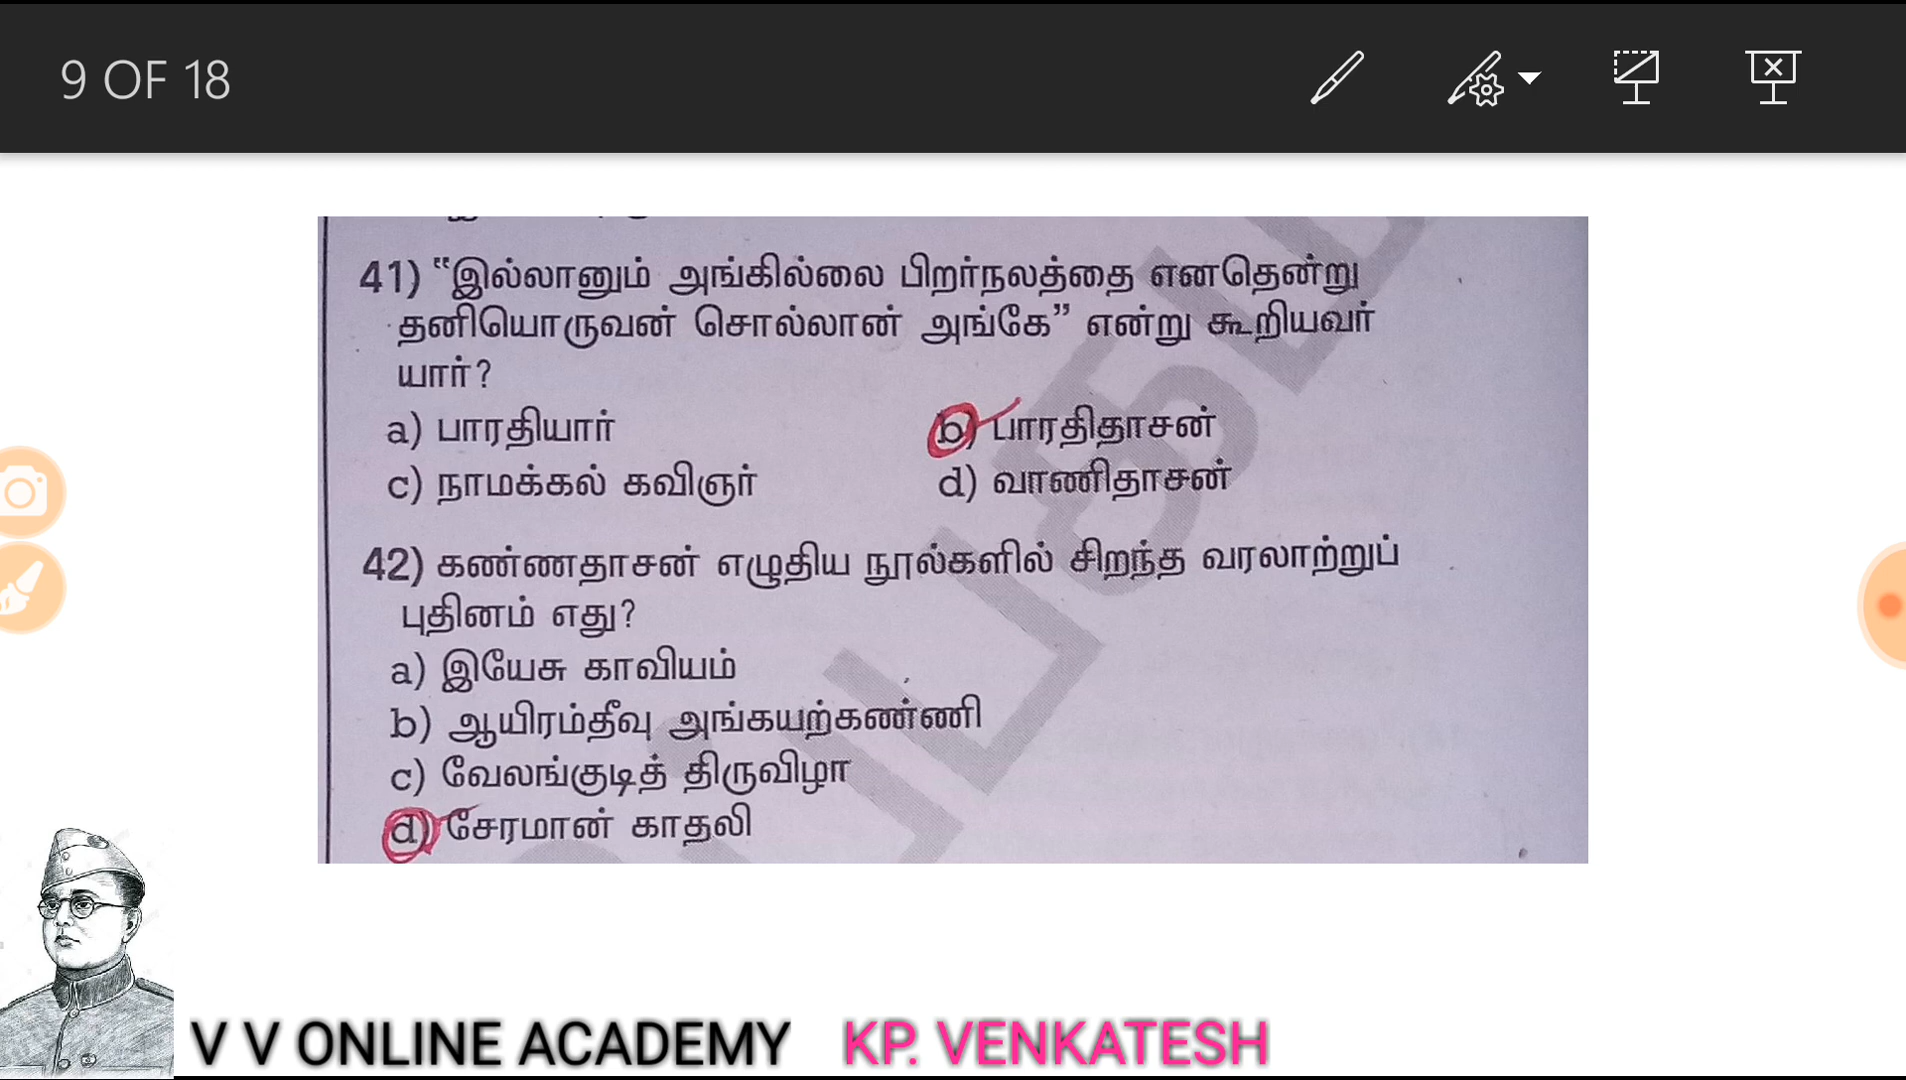 9 OF 18
41) “இல்லானும் அங்கில்லை பிறர்நலத்தை எனதென்று
தனியொருவன் சொல்லான் அங்கே” என்று கூறியவர்
யார்?
a) பாரதியார் b) பாரதிதாசன்
c) நாமக்கல் கவிஞர் d) வாணிதாசன்
42) கண்ணதாசன் எழுதிய நூல்களில் சிறந்த வரலாற்றுப்
புதினம் எது?
a) இயேசு காவியம்
b) ஆயிரம்தீவு அங்கயற்கண்ணி
c) வேலங்குடித் திருவிழா
d) சேரமான் காதலி
V V ONLINE ACADEMY KP. VENKATESH